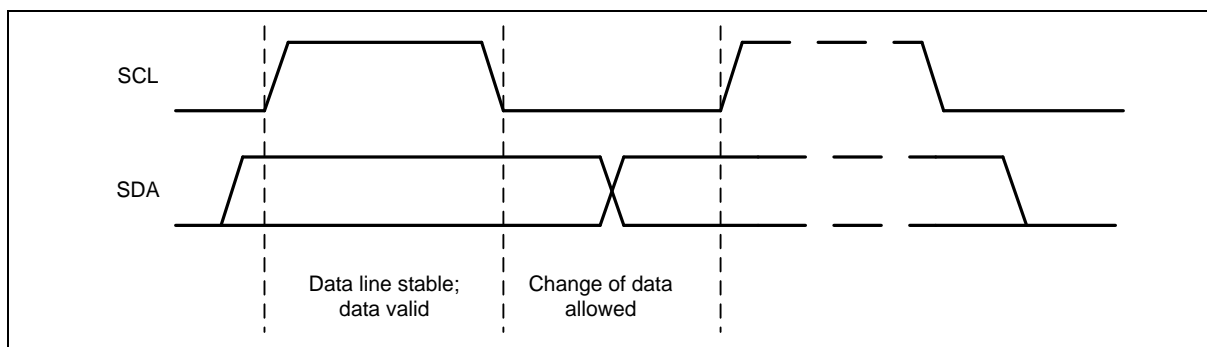 SCL
SDA
Data line stable;
data valid
Change of data
allowed